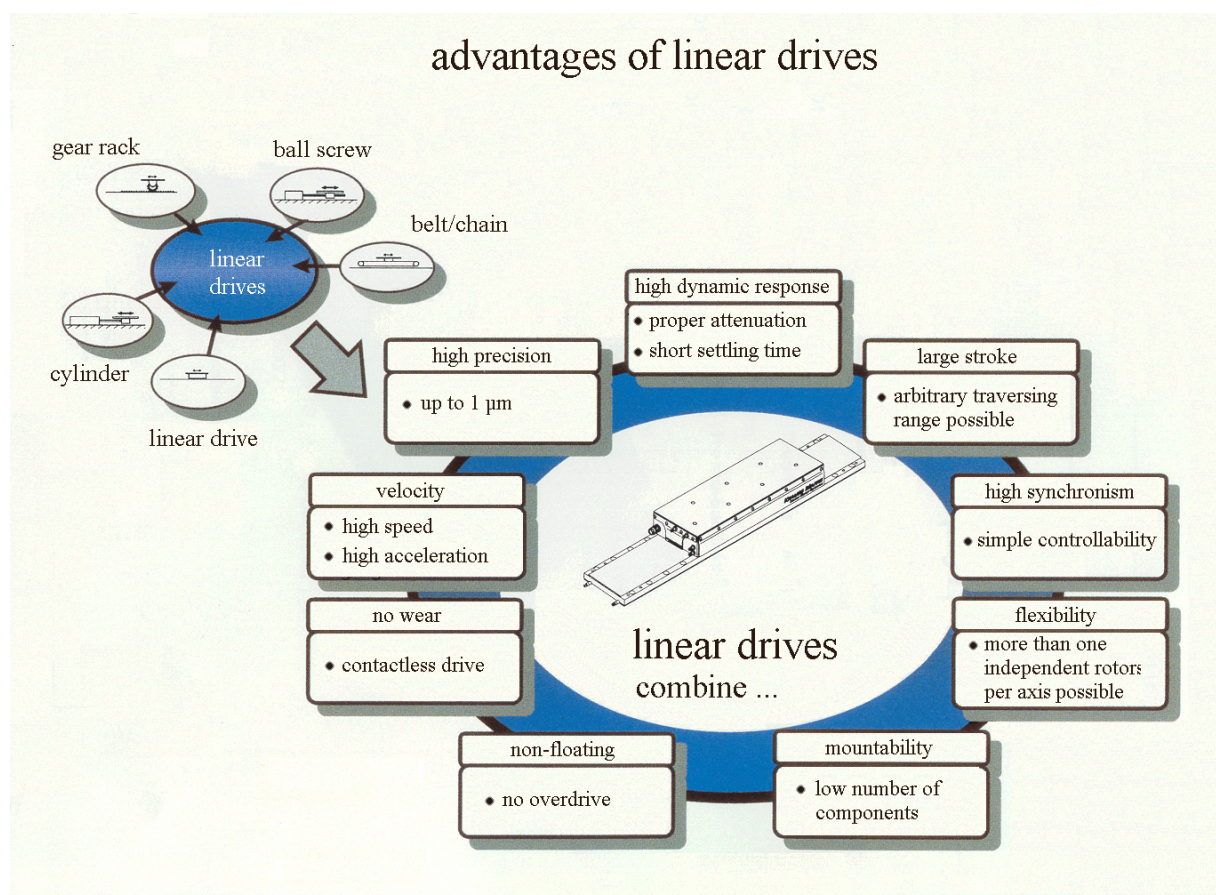 advantages of linear drives
gear rack
ball screw
belt/chain
linear
drives
cylinder
linear drive
high dynamic response
• proper attenuation
• short settling time
high precision
• up to 1 µm
large stroke
• arbitrary traversing
range possible
velocity
• high speed
• high acceleration
high synchronism
• simple controllability
no wear
• contactless drive
flexibility
• more than one
independent rotors
per axis possible
linear drives
combine ...
non-floating
• no overdrive
mountability
• low number of
components